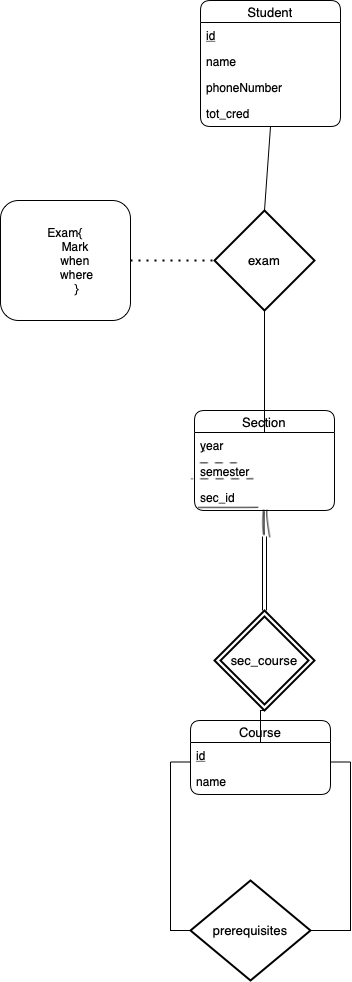 Student
id
name
phoneNumber
tot_cred
Exam{
Mark
when
where
}
exam
Section
year
semester
sec_id
sec_course
Course
id
name
prerequisites